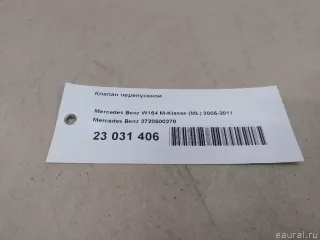 Клапан перепускной
Mercedes Benz W164 M-Klasse (ML) 2005-2011
Mercedes Benz 2720600278
23 031 406
eaural.ru